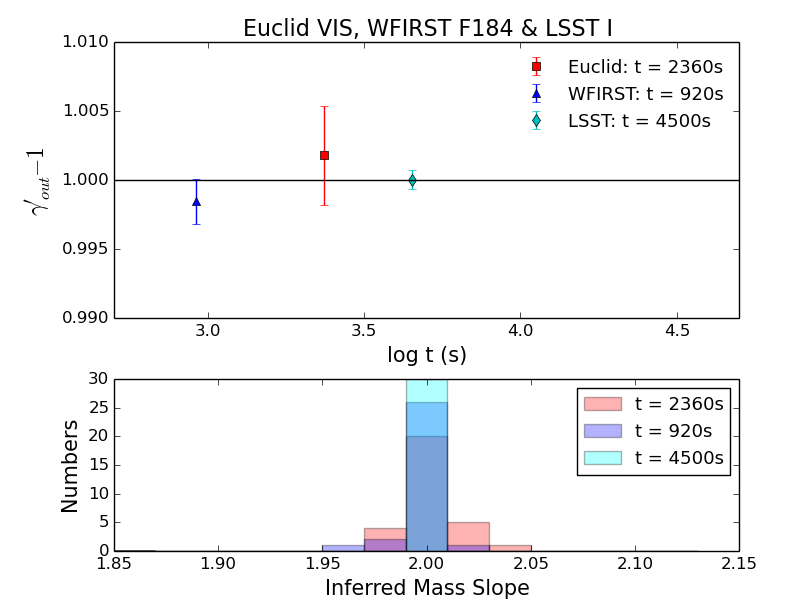 Euclid VIS, WFIRST F184 & LSST I
1.010
1.005
1.000
0.995
0.990
γ'out−1
Euclid: t = 2360s
WFIRST: t = 920s
LSST: t = 4500s
3.0 3.5 4.0 4.5
log t (s)
30
25
20
15
10
5
0
Numbers
t = 2360s
t = 920s
t = 4500s
1.85 1.90 1.95 2.00 2.05 2.10 2.15
Inferred Mass Slope